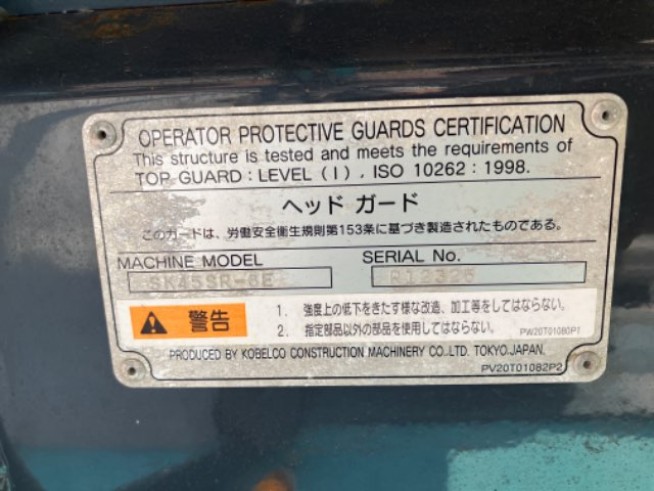 OPERATOR PROTECTIVE GUARDS CERTIFICATION
This structure is tested and meets the requirements of
TOP GUARD : LEVEL ( I ) , ISO 10262 : 1998.
ヘッド ガード
このガードは、労働安全衛生規則第153条に基づき製造されたものである。
MACHINE MODEL SERIAL No.
警告
1. 強度上の低下をきたす様な改造、加工等をしてはならない。
2. 指定部品以外の部品を使用してはならない。 PW20T01080P1
PRODUCED BY KOBELCO CONSTRUCTION MACHINERY CO.,LTD. TOKYO.JAPAN.
PV20T01082P2